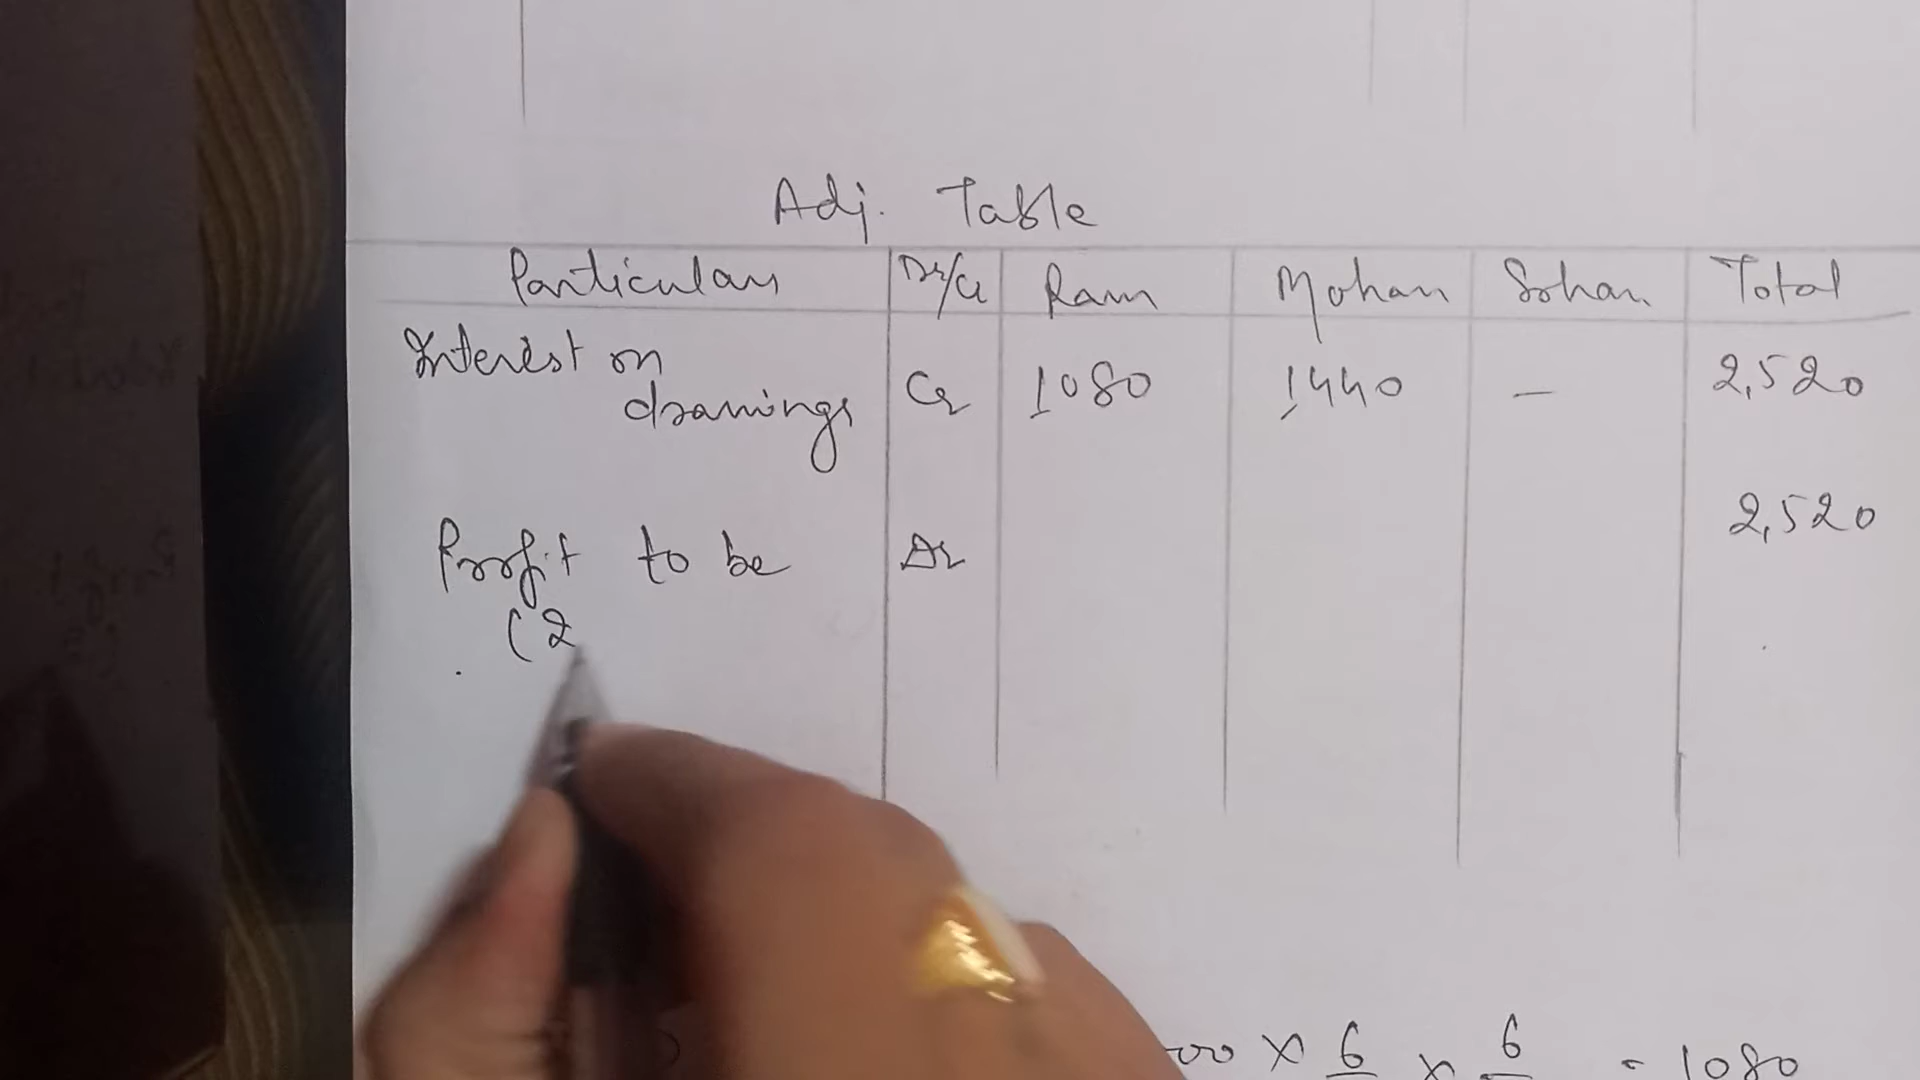 Adj. Table
Particulars Dr/Cr Ram Mohan Sohan Total
Interest on
drawings Cr 1080 1440 — 2,520
2,520
Profit to be Dr
(2
00 × 6 × 6 = 1080